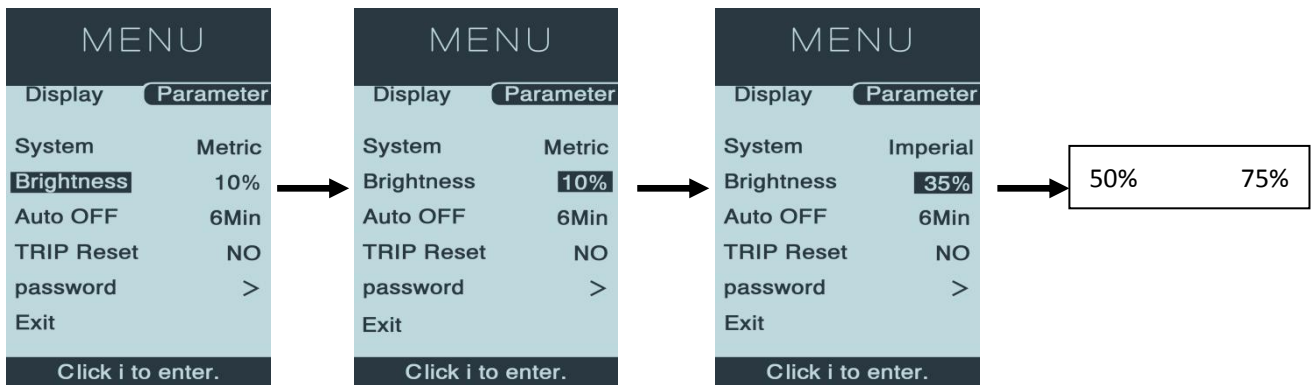 MENU
Display Parameter
System Metric
Brightness 10%
Auto OFF 6Min
TRIP Reset NO
password >
Exit
Click i to enter.
MENU
Display Parameter
System Metric
Brightness 10%
Auto OFF 6Min
TRIP Reset NO
password >
Exit
Click i to enter.
MENU
Display Parameter
System Imperial
Brightness 35%
Auto OFF 6Min
TRIP Reset NO
password >
Exit
Click i to enter.
50% 75%